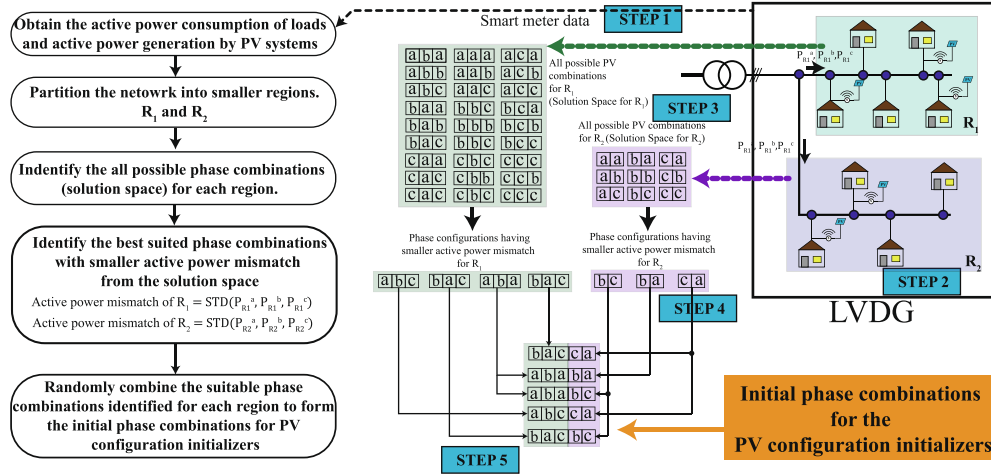 Obtain the active power consumption of loads
and active power generation by PV systems
Partition the netowrk into smaller regions.
R1 and R2
Indentify the all possible phase combinations
(solution space) for each region.
Identify the best suited phase combinations
with smaller active power mismatch
from the solution space
Active power mismatch of R1 = STD(PR1a, PR1b, PR1c)
Active power mismatch of R2 = STD(PR2a, PR2b, PR2c)
Randomly combine the suitable phase
combinations identified for each region to form
the initial phase combinations for PV
configuration initializers
Smart meter data
STEP 1
a b a a a a a c a
a b b a a b a c b
a b c a a c a c c
b a a b b a b c a
b a b b b b b c b
b a c b b c b c c
c a a c b a c c a
c a b c b b c c b
c a c c b c c c c
All possible PV
combinations
for R1
(Solution Space for R1)
STEP 3
All possible PV combinations
for R2 (Solution Space for R2)
a a b a c a
a b b b c b
a c b c c c
Phase configurations having
smaller active power mismatch
for R1
Phase configurations having
smaller active power mismatch
for R2
a b c b a c a b a b a c
b c b a c a
STEP 4
b a c c a
a b a b a
a b a b c
a b c c a
b a c b c
STEP 5
PR1a, PR1b, PR1c
R1
PR1b, PR1c
R2
STEP 2
LVDG
Initial phase combinations
for the
PV configuration initializers